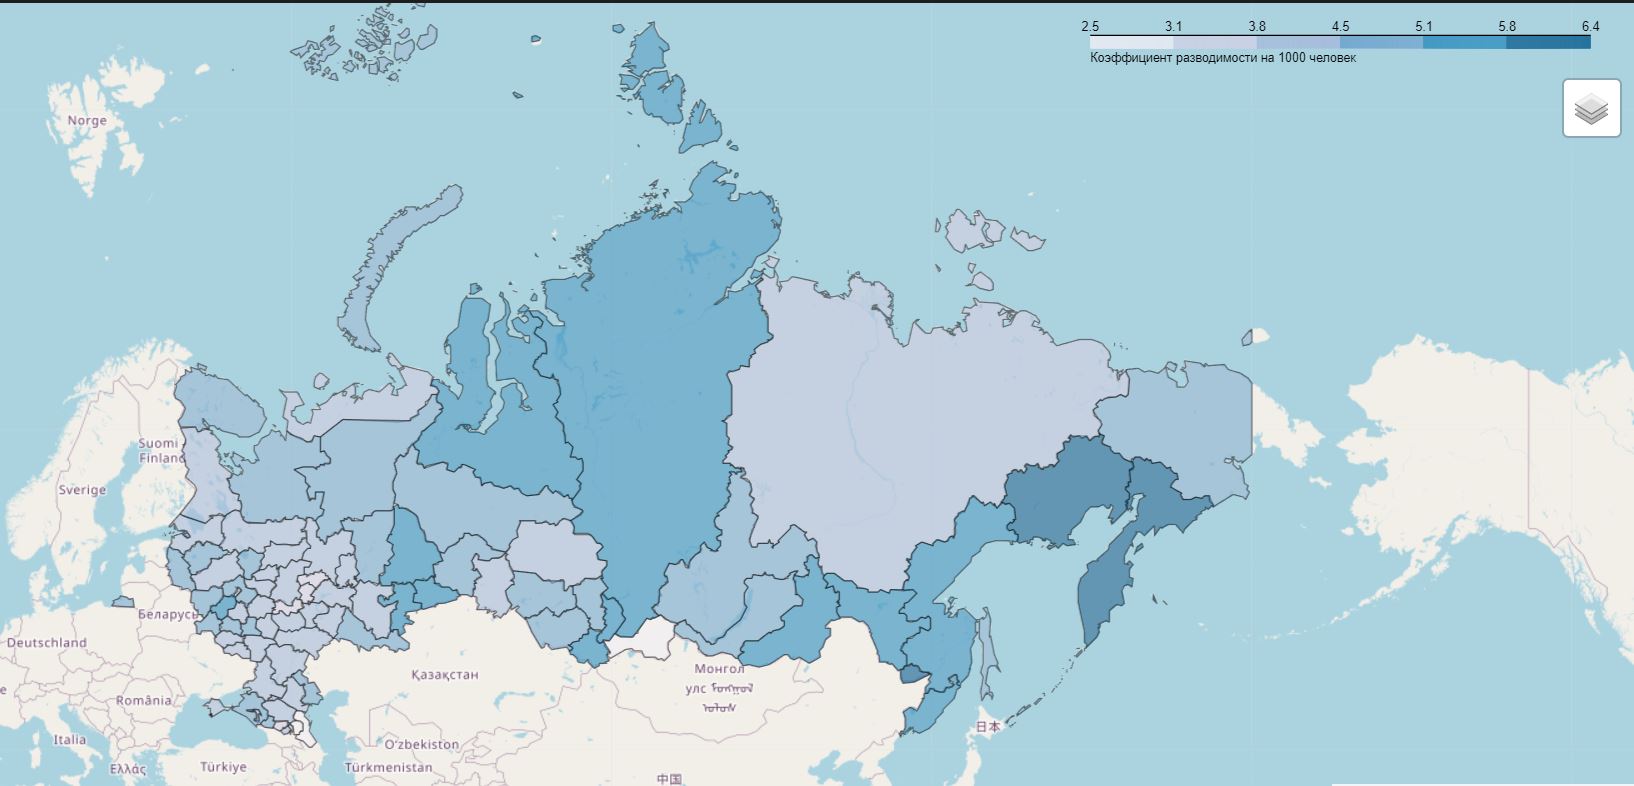 2.5 3.1 3.8 4.5 5.1 5.8 6.4
Коэффициент разводимости на 1000 человек
Norge
Suomi
Finland
Sverige
Беларусь
Deutschland
Қазақстан
Монгол
улс
România
日本
Italia
O'zbekiston
Ελλάς
Türkiye
Türkmenistan
中国